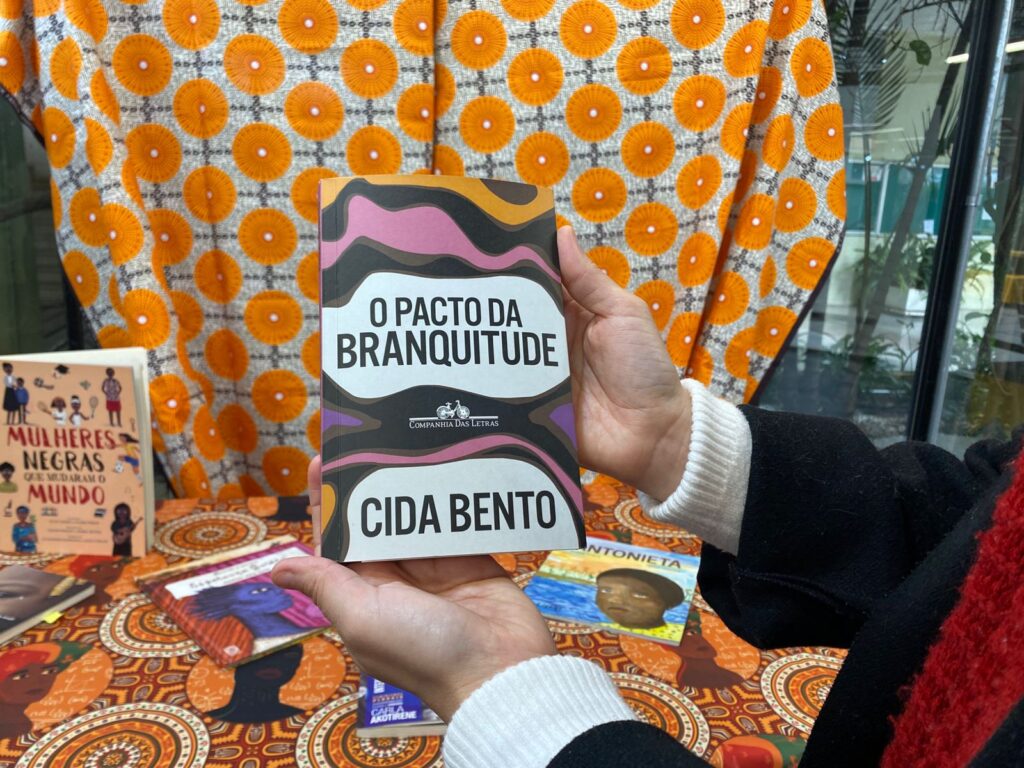 O PACTO DA
BRANQUITUDE
COMPANHIA DAS LETRAS
CIDA BENTO
MULHERES
NEGRAS
QUE MUDARAM O
MUNDO
ANTONIETA
CARLA
AKOTIRENE